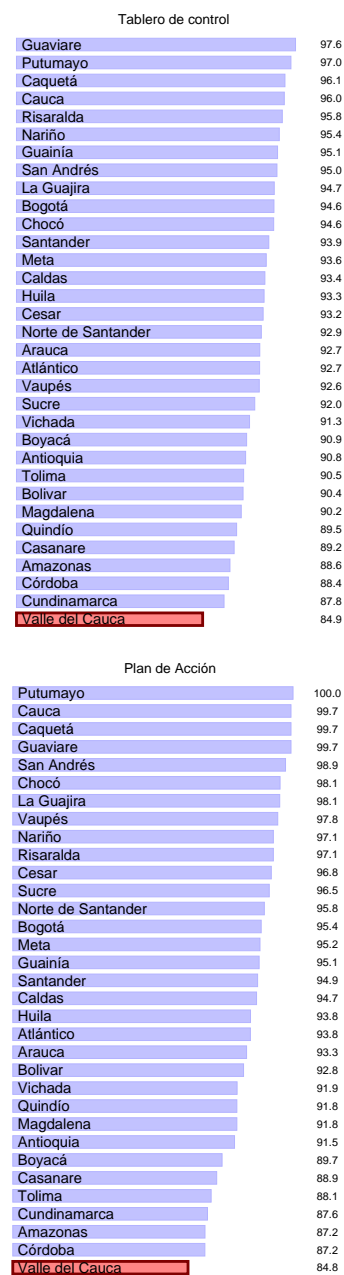 Tablero de control
Guaviare 97.6
Putumayo 97.0
Caquetá 96.1
Cauca 96.0
Risaralda 95.8
Nariño 95.4
Guainía 95.1
San Andrés 95.0
La Guajira 94.7
Bogotá 94.6
Chocó 94.6
Santander 93.9
Meta 93.6
Caldas 93.4
Huila 93.3
Cesar 93.2
Norte de Santander 92.9
Arauca 92.7
Atlántico 92.7
Vaupés 92.6
Sucre 92.0
Vichada 91.3
Boyacá 90.9
Antioquia 90.8
Tolima 90.5
Bolivar 90.4
Magdalena 90.2
Quindío 89.5
Casanare 89.2
Amazonas 88.6
Córdoba 88.4
Cundinamarca 87.8
Valle del Cauca 84.9
Plan de Acción
Putumayo 100.0
Cauca 99.7
Caquetá 99.7
Guaviare 99.7
San Andrés 98.9
Chocó 98.1
La Guajira 98.1
Vaupés 97.8
Nariño 97.1
Risaralda 97.1
Cesar 96.8
Sucre 96.5
Norte de Santander 95.8
Bogotá 95.4
Meta 95.2
Guainía 95.1
Santander 94.9
Caldas 94.7
Huila 93.8
Atlántico 93.8
Arauca 93.3
Bolivar 92.8
Vichada 91.9
Quindío 91.8
Magdalena 91.8
Antioquia 91.5
Boyacá 89.7
Casanare 88.9
Tolima 88.1
Cundinamarca 87.6
Amazonas 87.2
Córdoba 87.2
Valle del Cauca 84.8